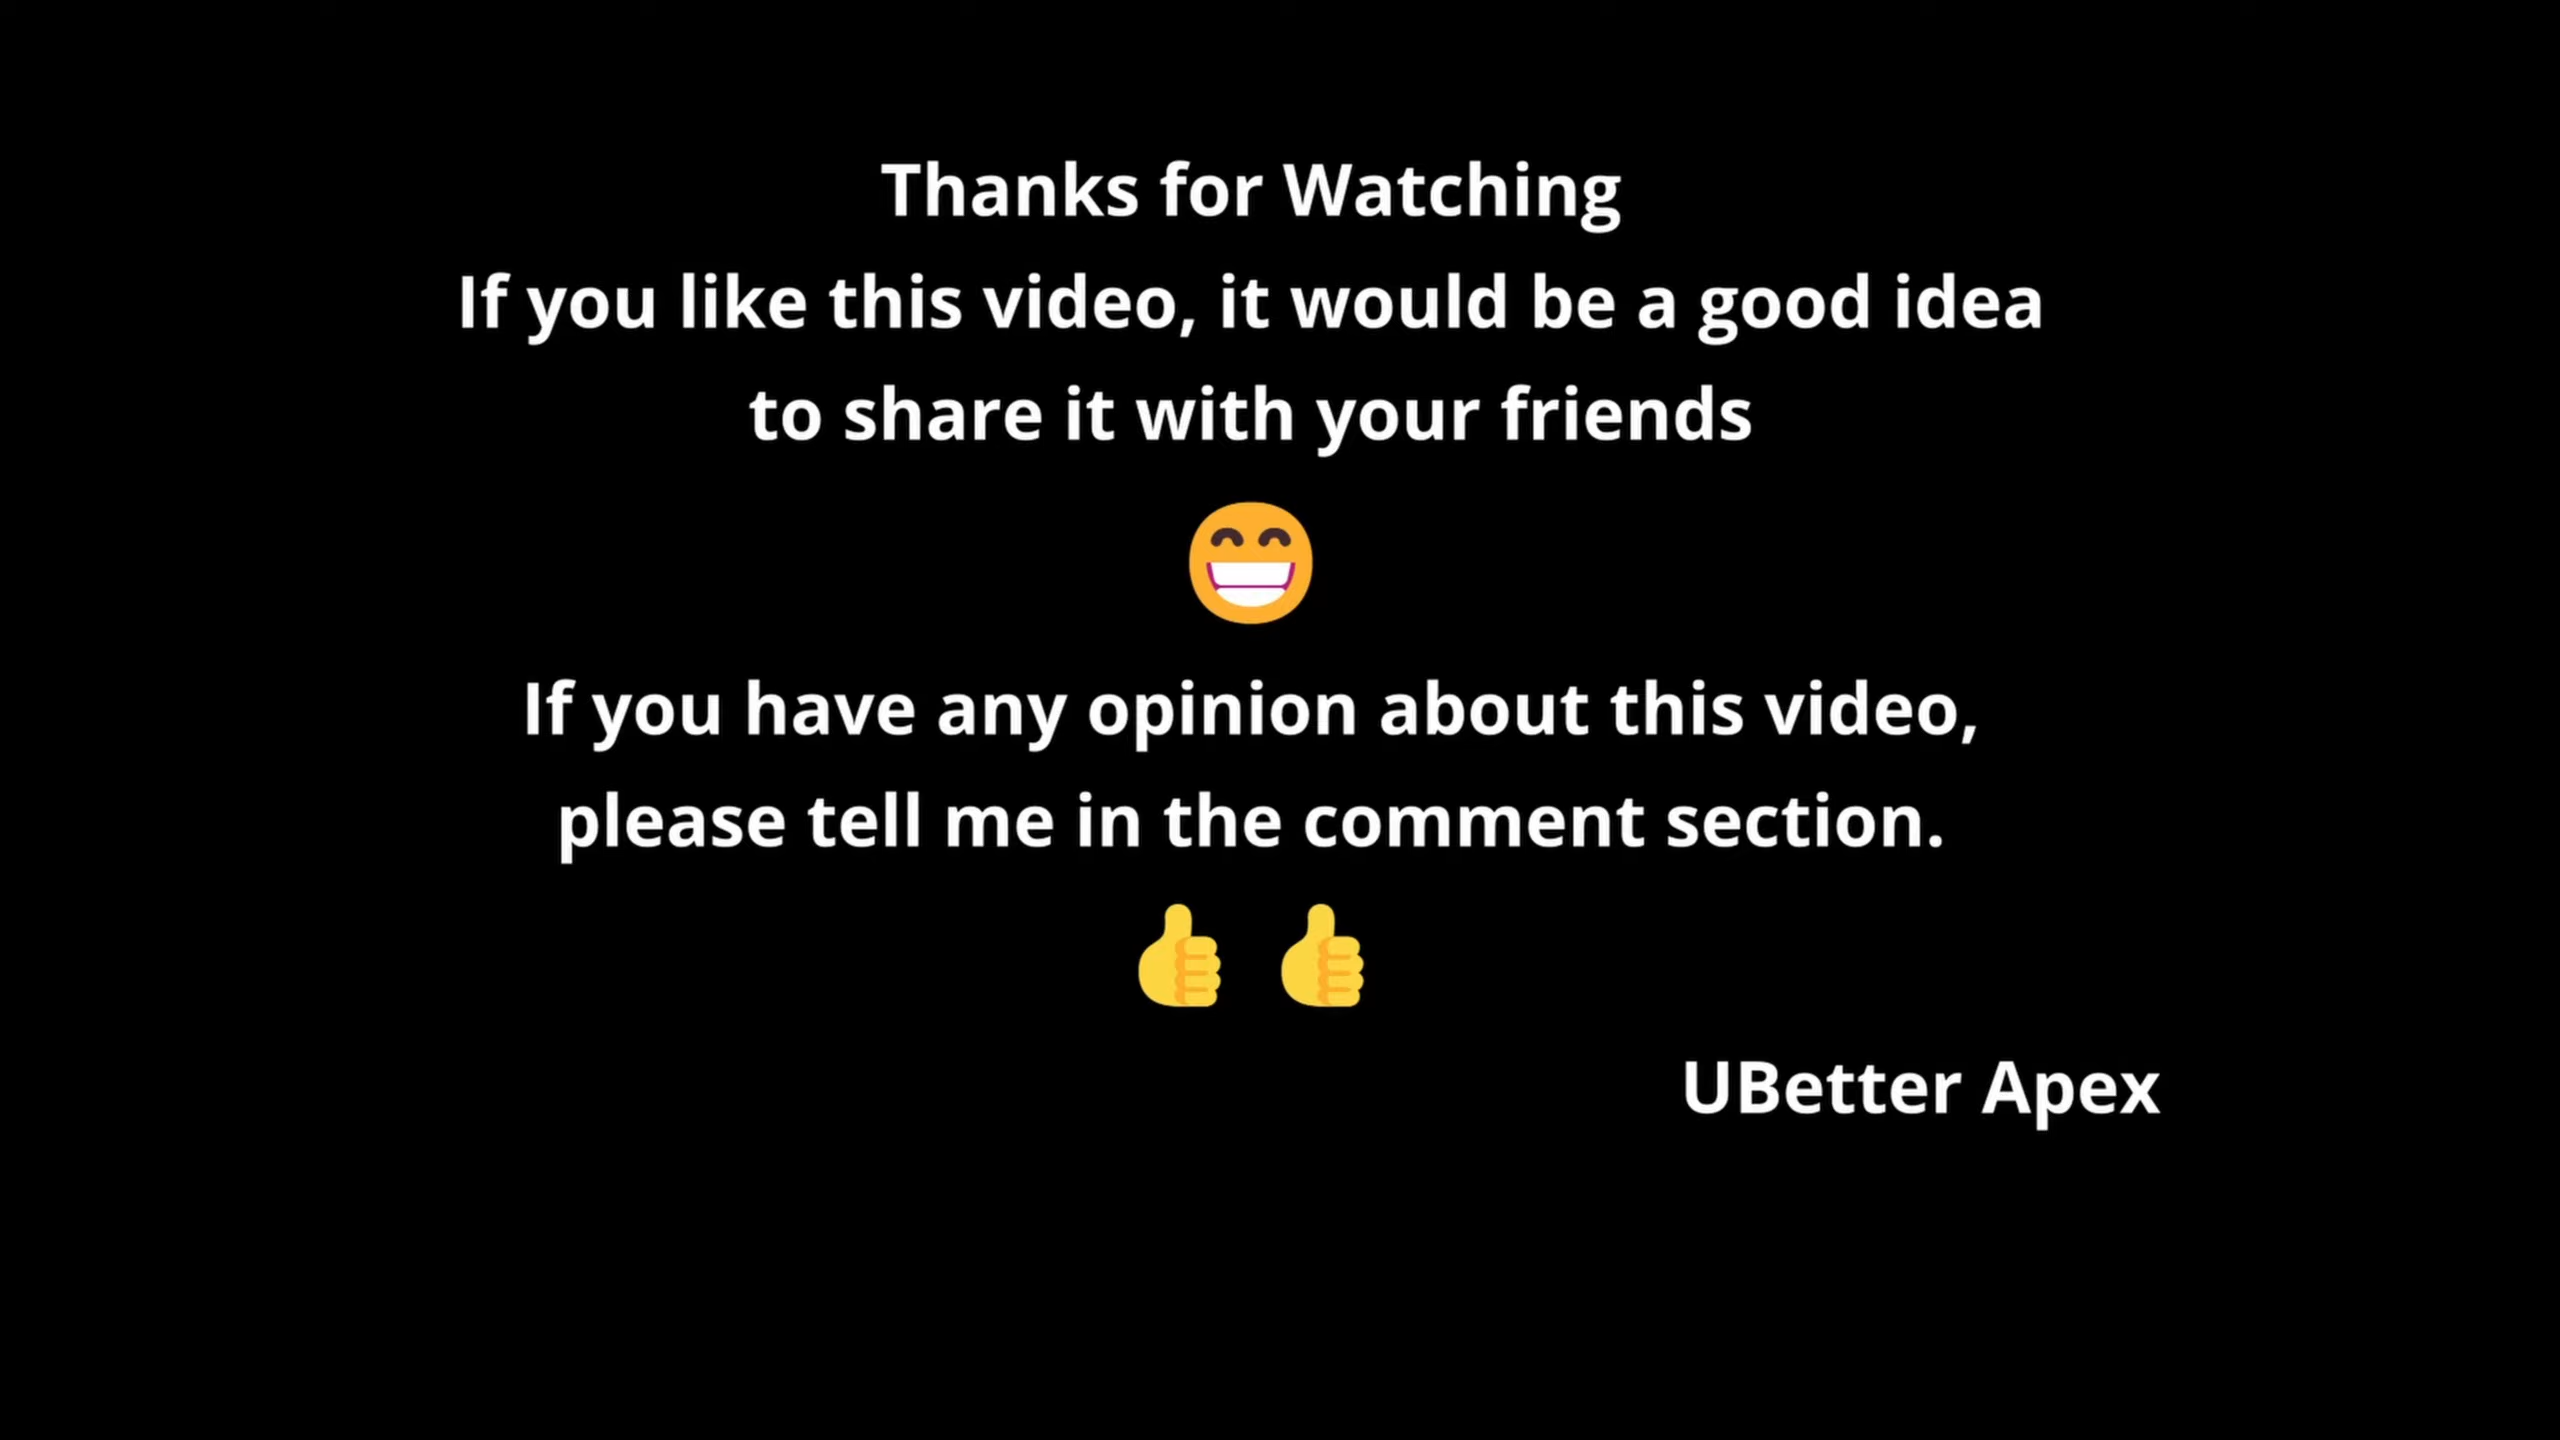 Thanks for Watching
If you like this video, it would be a good idea
to share it with your friends
😁
If you have any opinion about this video,
please tell me in the comment section.
👍 👍
UBetter Apex